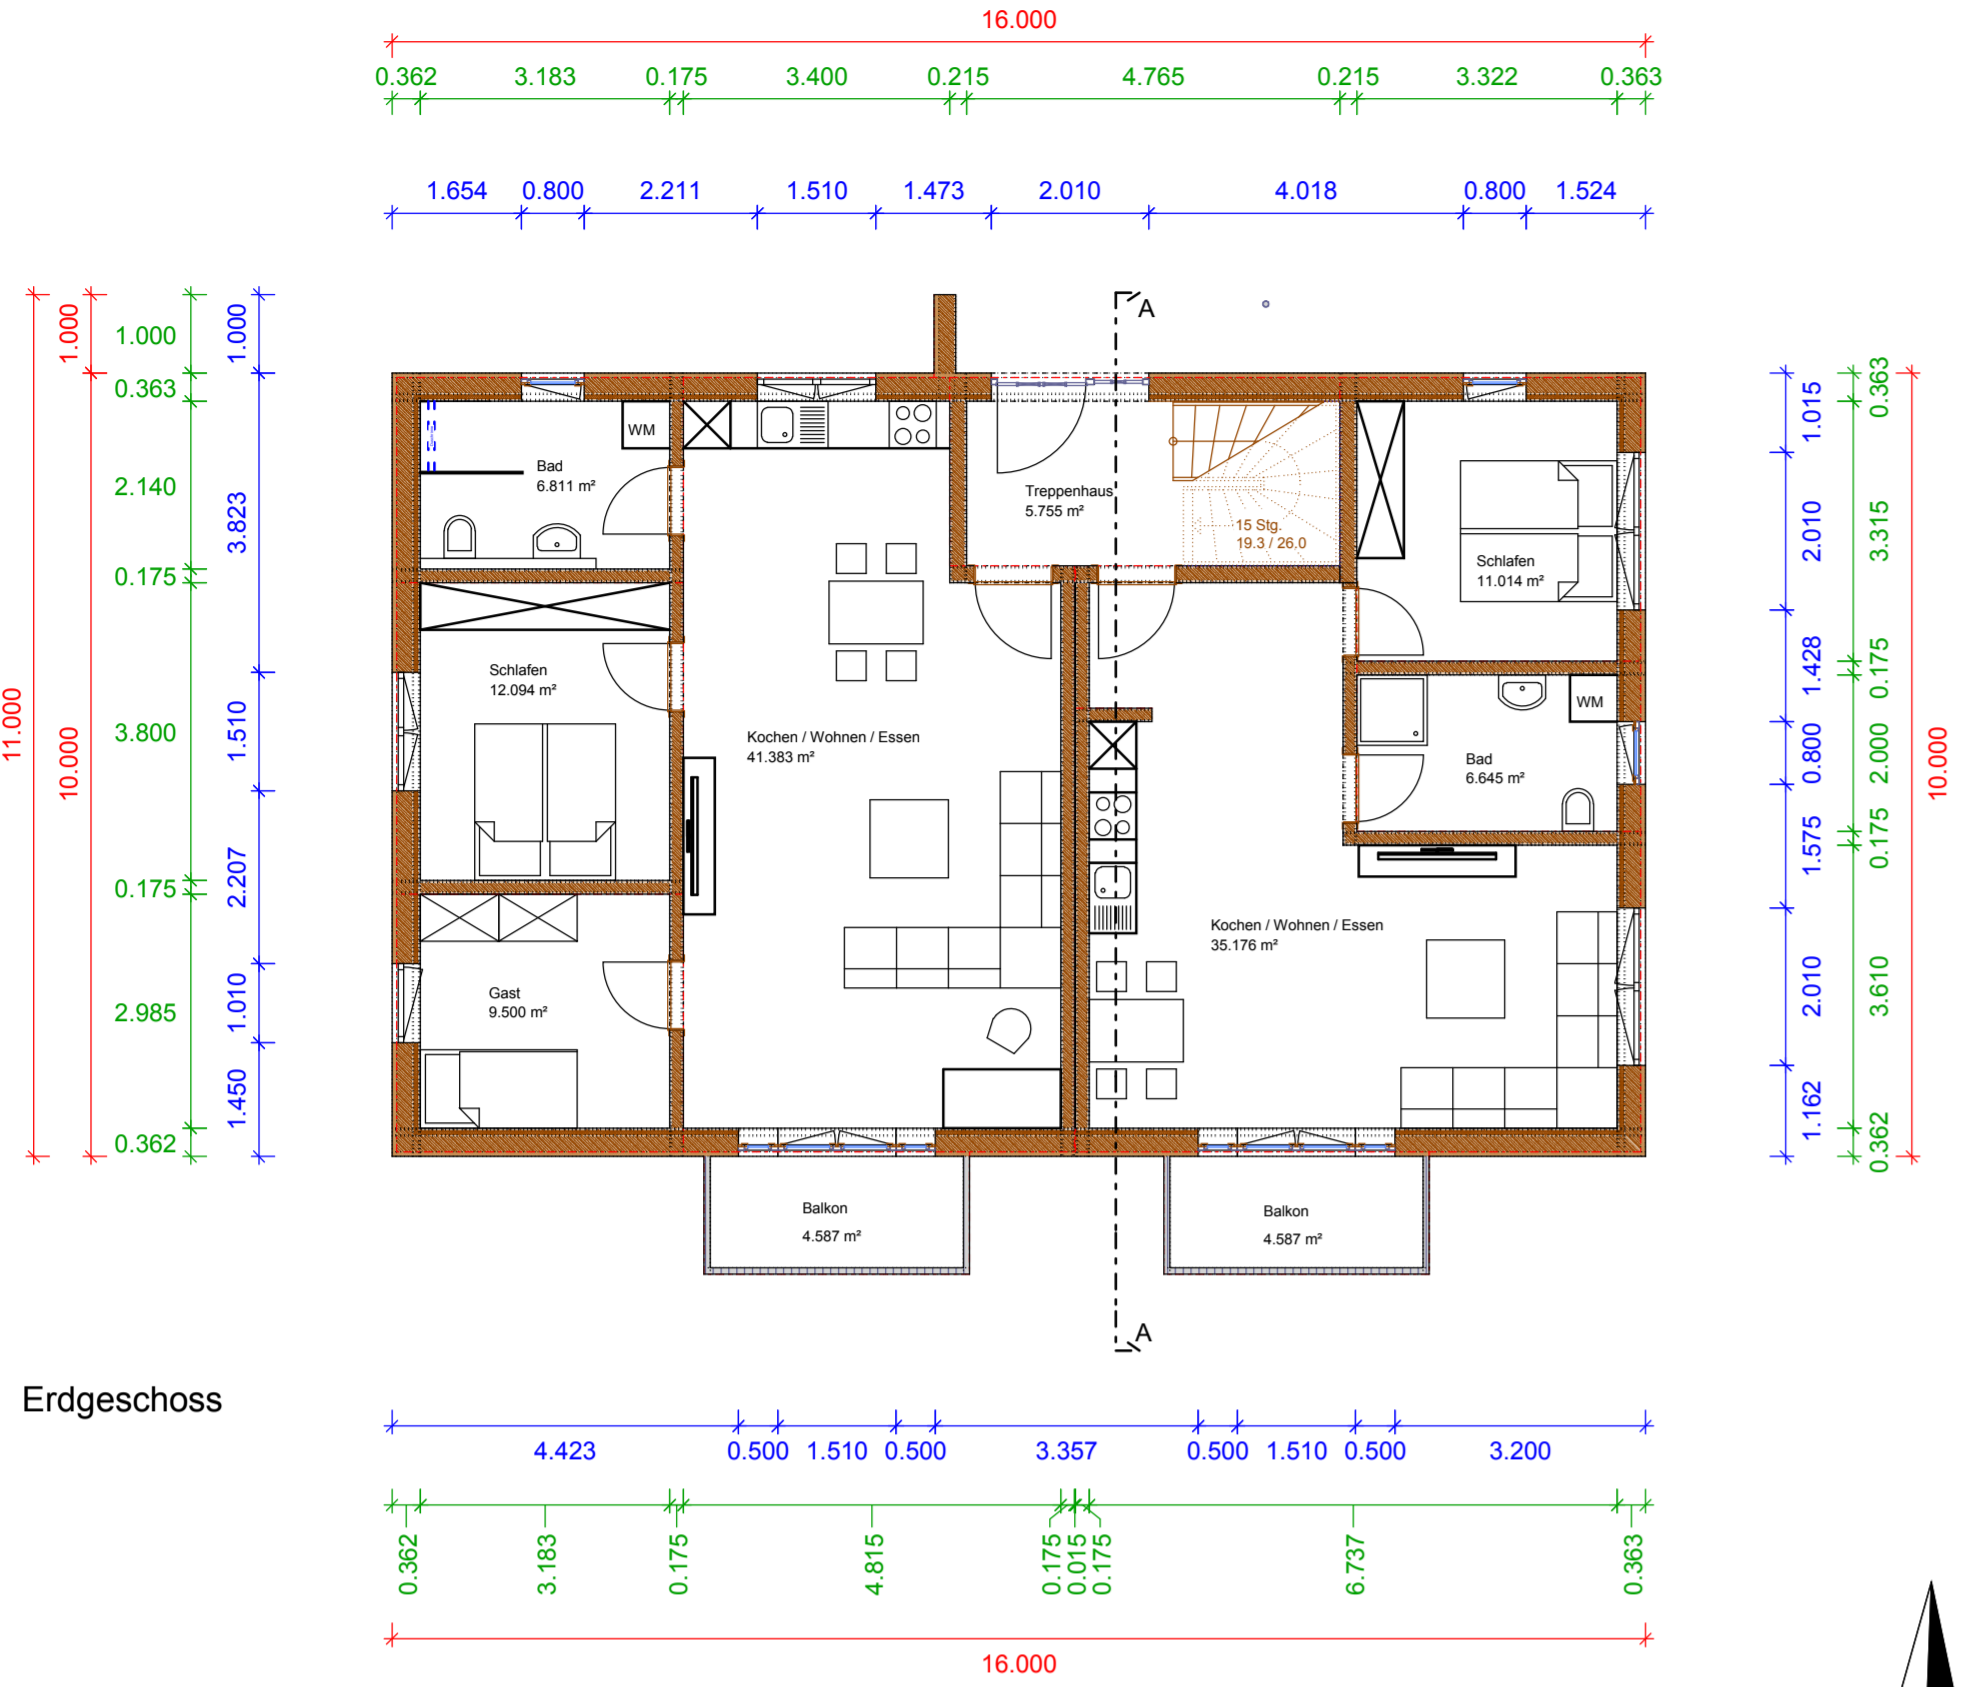 16.000
0.362 3.183 0.175 3.400 0.215 4.765 0.215 3.322 0.363
1.654 0.800 2.211 1.510 1.473 2.010 4.018 0.800 1.524
11.000
1.000
10.000
1.000
0.363
2.140
0.175
3.800
0.175
2.985
0.362
1.000
3.823
1.510
2.207
1.010
1.450
A
WM
Bad
6.811 m²
Treppenhaus
5.755 m²
15 Stg.
19.3 / 26.0
Schlafen
11.014 m²
Schlafen
12.094 m²
Kochen / Wohnen / Essen
41.383 m²
WM
Bad
6.645 m²
Kochen / Wohnen / Essen
35.176 m²
Gast
9.500 m²
Balkon
4.587 m²
Balkon
4.587 m²
A
1.015
2.010
1.428
0.800
1.575
2.010
1.162
0.363
3.315
0.175
2.000
0.175
3.610
0.362
10.000
Erdgeschoss
4.423 0.500 1.510 0.500 3.357 0.500 1.510 0.500 3.200
0.362 3.183 0.175 4.815 0.175 0.015 0.175 6.737 0.363
16.000